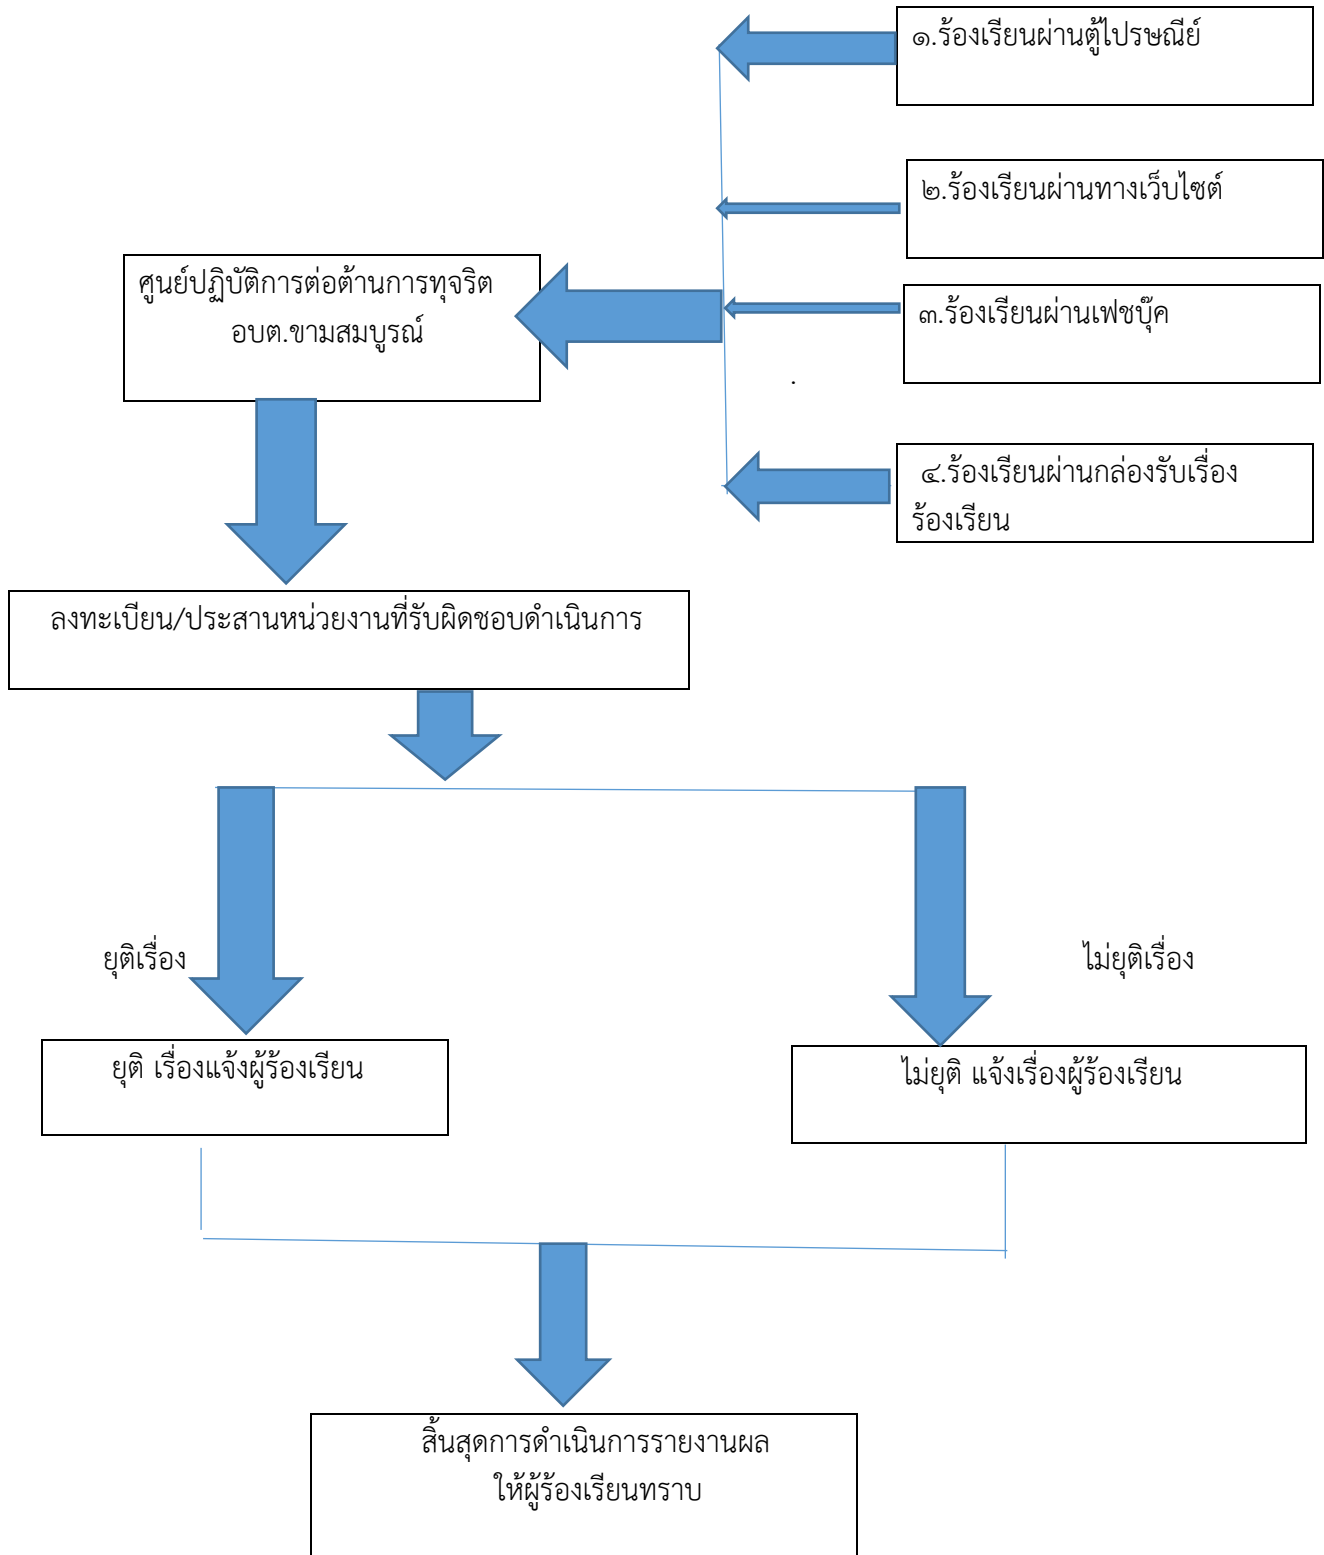 ๑.ร้องเรียนผ่านตู้ไปรษณีย์
๒.ร้องเรียนผ่านทางเว็บไซต์
ศูนย์ปฏิบัติการต่อต้านการทุจริต
อบต.ขามสมบูรณ์
๓.ร้องเรียนผ่านเฟชบุ๊ค
.
๔.ร้องเรียนผ่านกล่องรับเรื่อง
ร้องเรียน
ลงทะเบียน/ประสานหน่วยงานที่รับผิดชอบดำเนินการ
ยุติเรื่อง
ไม่ยุติเรื่อง
ยุติ เรื่องแจ้งผู้ร้องเรียน
ไม่ยุติ แจ้งเรื่องผู้ร้องเรียน
สิ้นสุดการดำเนินการรายงานผล
ให้ผู้ร้องเรียนทราบ